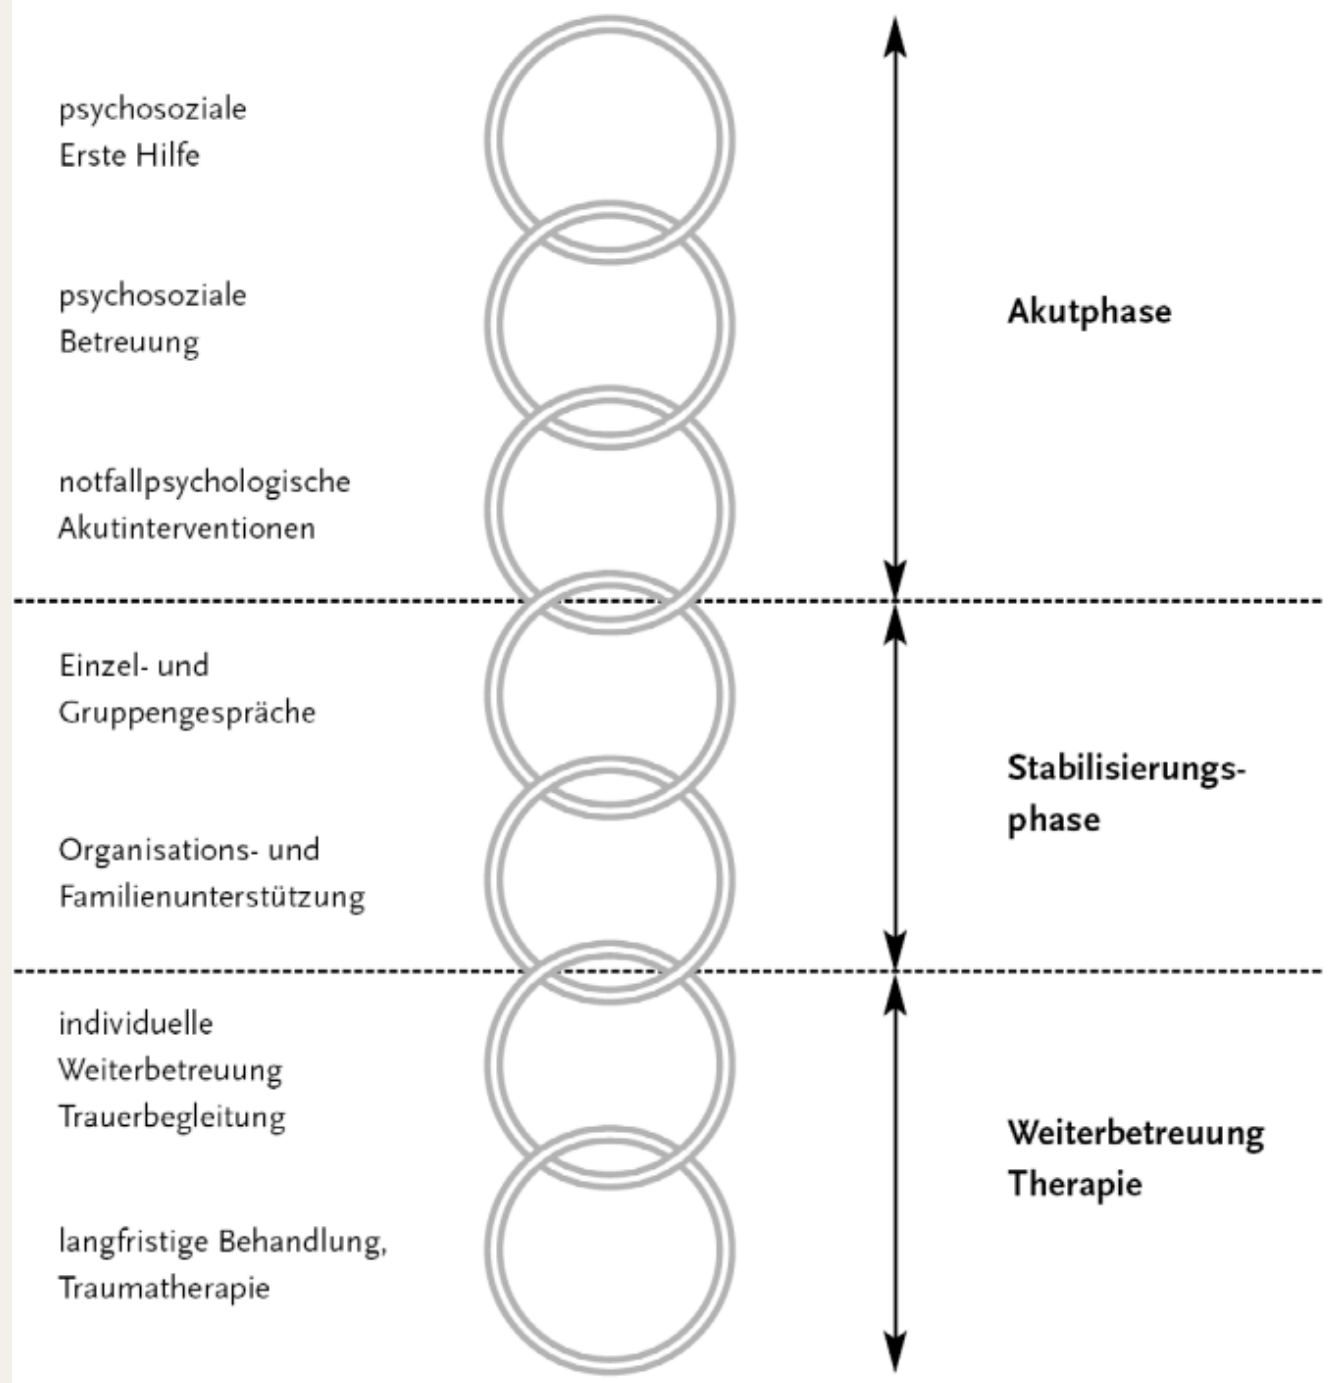 psychosoziale
Erste Hilfe
psychosoziale
Betreuung
Akutphase
notfallpsychologische
Akutinterventionen
Einzel- und
Gruppengespräche
Stabilisierungs-
phase
Organisations- und
Familienunterstützung
individuelle
Weiterbetreuung
Trauerbegleitung
Weiterbetreuung
Therapie
langfristige Behandlung,
Traumatherapie